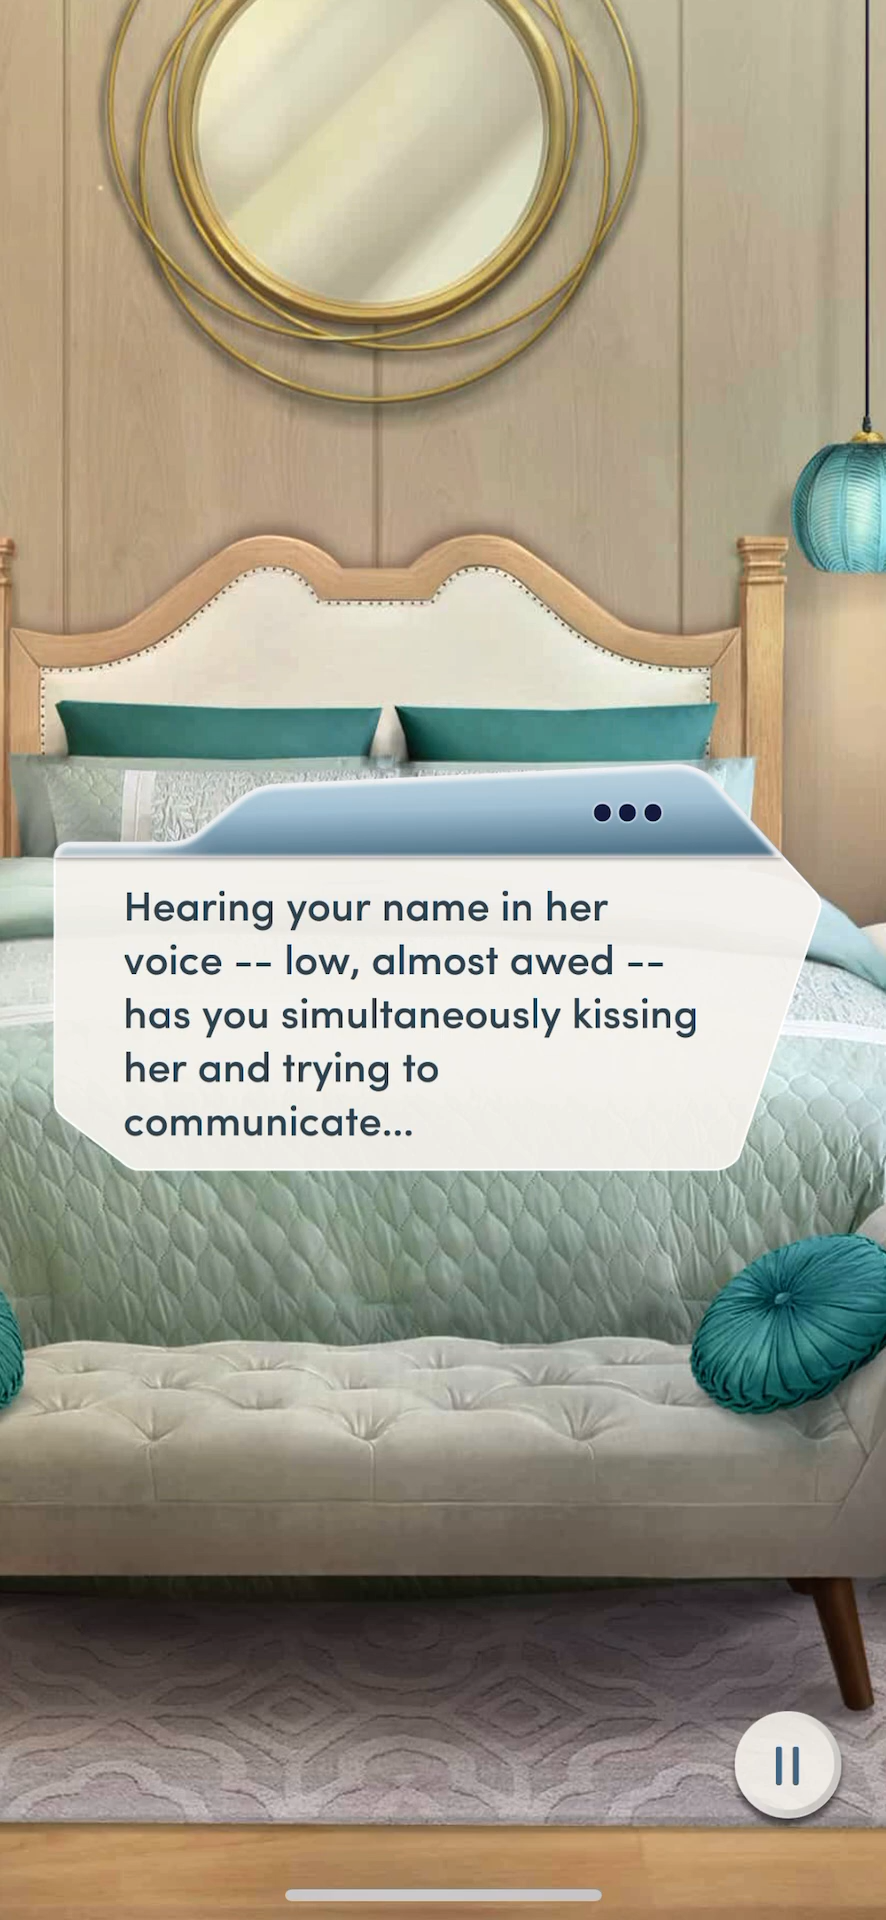 Hearing your name in her
voice -- low, almost awed --
has you simultaneously kissing
her and trying to
communicate...